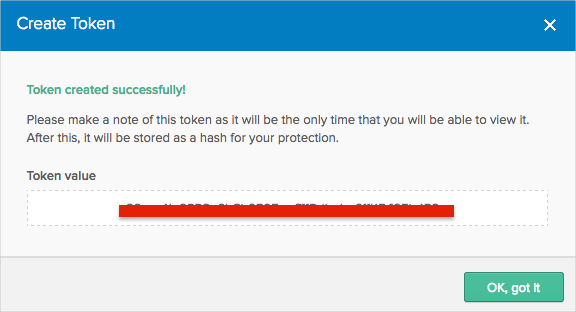 Create Token
Token created successfully!
Please make a note of this token as it will be the only time that you will be able to view it.
After this, it will be stored as a hash for your protection.
Token value
OK, got it